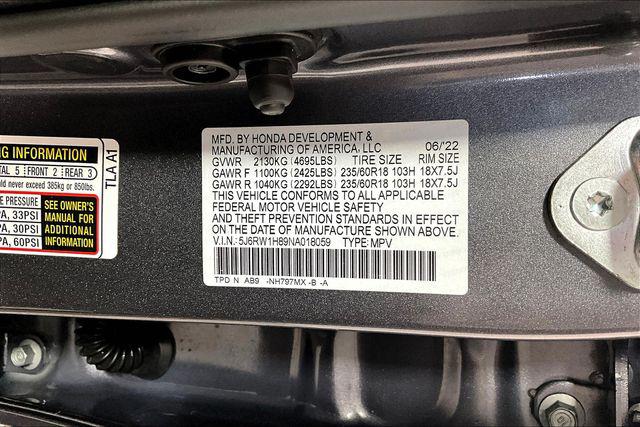 NG INFORMATION
TAL 5 FRONT 2 REAR 3
ould never exceed 385kg or 850lbs.
E PRESSURE
PA, 33PSI
PA, 30PSI
PA, 60PSI
SEE OWNER'S
MANUAL FOR
ADDITIONAL
INFORMATION
TLA A1
MFD. BY HONDA DEVELOPMENT &
MANUFACTURING OF AMERICA, LLC 06/'22
GVWR 2130KG (4695LBS) TIRE SIZE RIM SIZE
GAWR F 1100KG (2425LBS) 235/60R18 103H 18X7.5J
GAWR R 1040KG (2292LBS) 235/60R18 103H 18X7.5J
THIS VEHICLE CONFORMS TO ALL APPLICABLE
FEDERAL MOTOR VEHICLE SAFETY
AND THEFT PREVENTION STANDARDS IN EFFECT
ON THE DATE OF MANUFACTURE SHOWN ABOVE.
V.I.N.: 5J6RW1H89NA018059 TYPE: MPV
TPD N AB9 -NH797MX -B -A